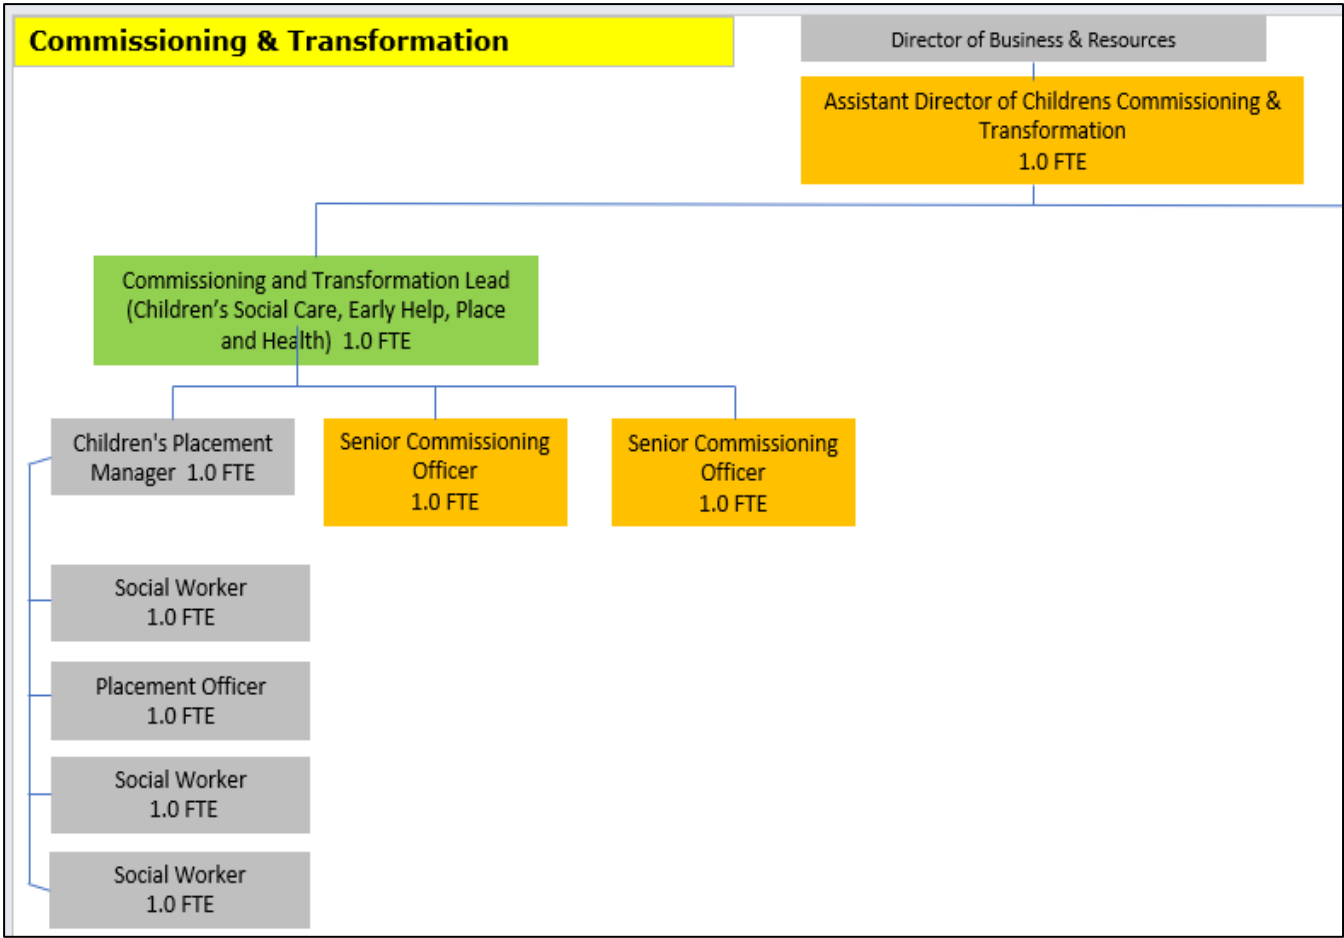 Commissioning & Transformation
Director of Business & Resources
Assistant Director of Childrens Commissioning &
Transformation
1.0 FTE
Commissioning and Transformation Lead
(Children’s Social Care, Early Help, Place
and Health)  1.0 FTE
Children's Placement
Manager  1.0 FTE
Senior Commissioning
Officer
1.0 FTE
Senior Commissioning
Officer
1.0 FTE
Social Worker
1.0 FTE
Placement Officer
1.0 FTE
Social Worker
1.0 FTE
Social Worker
1.0 FTE